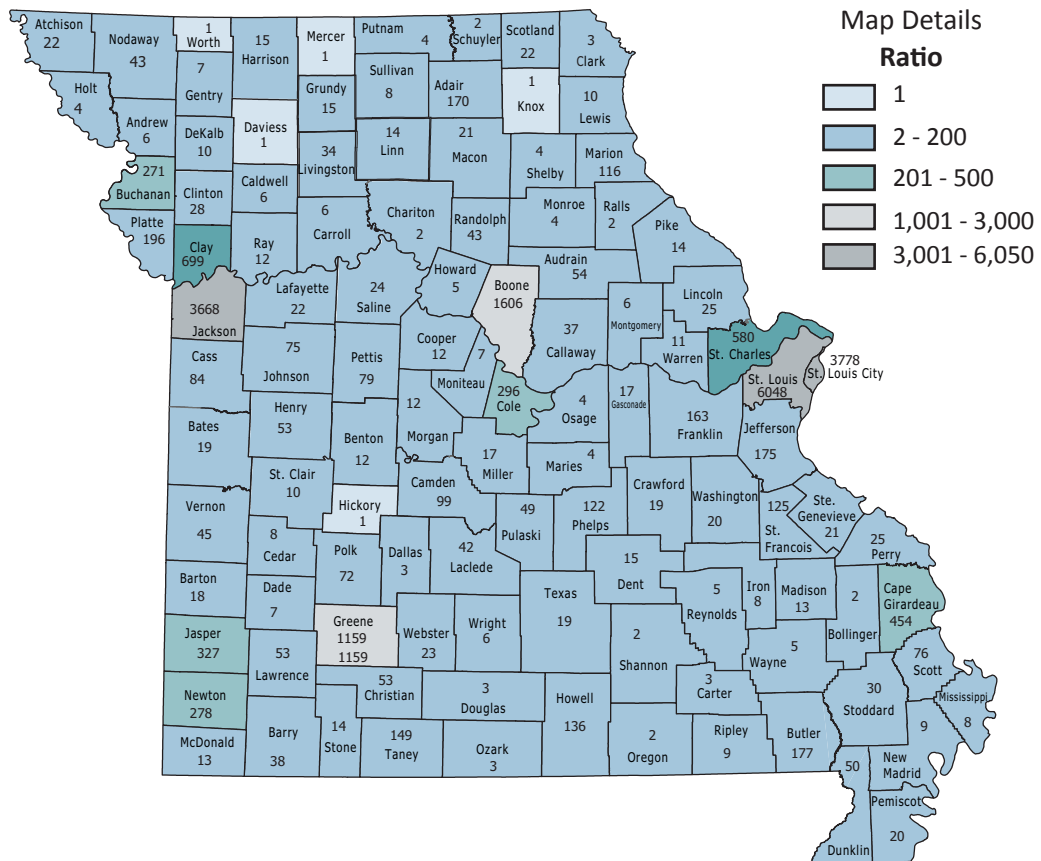 Map Details
Ratio
1
2 - 200
201 - 500
1,001 - 3,000
3,001 - 6,050
Atchison
22
Nodaway
43
1
Worth
15
Harrison
Mercer
1
Putnam
4
2
Schuyler
Scotland
22
3
Clark
Holt
4
7
Gentry
Andrew
6
DeKalb
10
Daviess
1
Grundy
15
Sullivan
8
Adair
170
1
Knox
10
Lewis
271
Buchanan
Clinton
28
Caldwell
6
34
Livingston
14
Linn
21
Macon
4
Shelby
Marion
116
Platte
196
Clay
699
Ray
12
6
Carroll
Chariton
2
Randolph
43
Monroe
4
Ralls
2
Pike
14
Audrain
54
3668
Jackson
Lafayette
22
24
Saline
Howard
5
Boone
1606
37
Callaway
6
Montgomery
Lincoln
25
11
Warren
580
St. Charles
St. Louis
6048
3778
St. Louis City
Cass
84
75
Johnson
Pettis
79
Cooper
12
7
Moniteau
296
Cole
4
Osage
17
Gasconade
163
Franklin
Jefferson
175
Bates
19
Henry
53
Benton
12
12
Morgan
17
Miller
Maries
4
St. Clair
10
Camden
99
Crawford
19
Washington
20
125
St.
Francois
Ste.
Genevieve
21
Vernon
45
Hickory
1
49
Pulaski
122
Phelps
25
Perry
8
Cedar
Polk
72
Dallas
3
42
Laclede
15
Dent
Iron
8
Madison
13
2
Bollinger
Cape
Girardeau
454
Barton
18
Dade
7
Texas
19
5
Reynolds
Jasper
327
53
Lawrence
Greene
1159
1159
Webster
23
Wright
6
2
Shannon
5
Wayne
76
Scott
Newton
278
53
Christian
3
Douglas
Howell
136
3
Carter
30
Stoddard
Mississippi
8
McDonald
13
Barry
38
14
Stone
149
Taney
Ozark
3
2
Oregon
Ripley
9
Butler
177
9
New
Madrid
50
Dunklin
Pemiscot
20